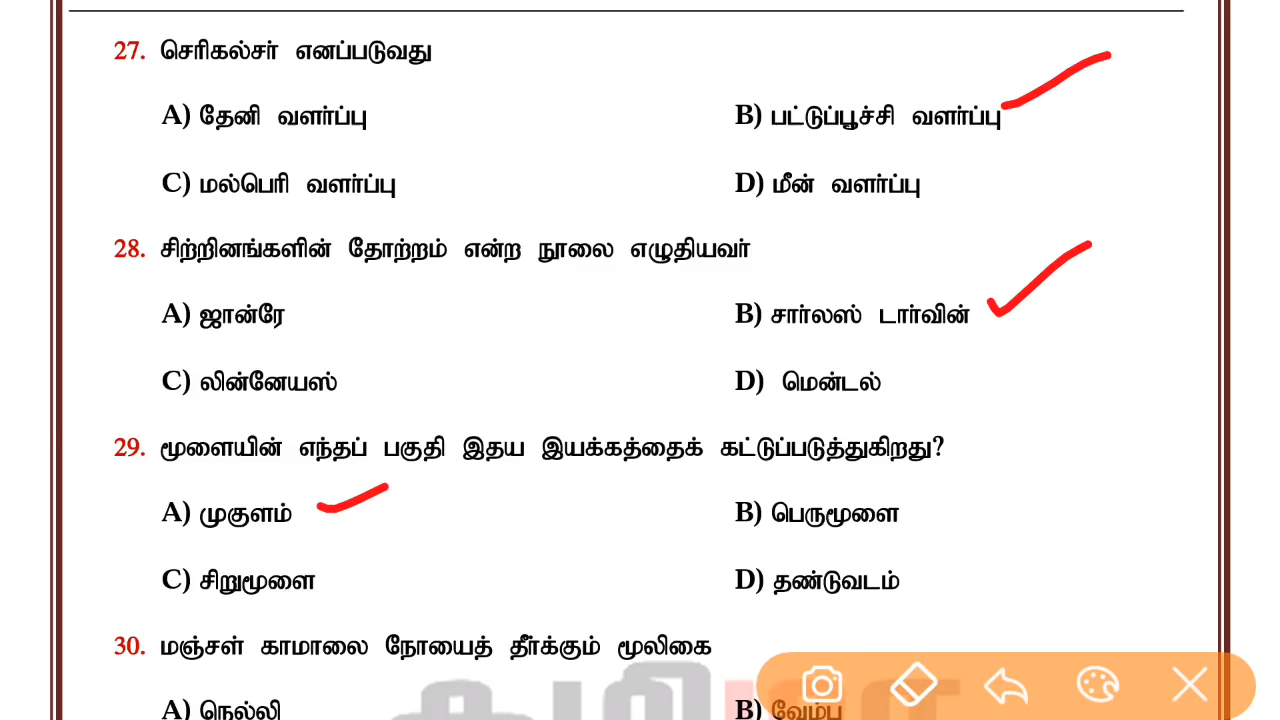 27. செரிகல்சர் எனப்படுவது
A) தேனி வளர்ப்பு B) பட்டுப்பூச்சி வளர்ப்பு
C) மல்பெரி வளர்ப்பு D) மீன் வளர்ப்பு
28. சிற்றினங்களின் தோற்றம் என்ற நூலை எழுதியவர்
A) ஜான்ரே B) சார்லஸ் டார்வின்
C) லின்னேயஸ் D) மென்டல்
29. மூளையின் எந்தப் பகுதி இதய இயக்கத்தைக் கட்டுப்படுத்துகிறது?
A) முகுளம் B) பெருமூளை
C) சிறுமூளை D) தண்டுவடம்
30. மஞ்சள் காமாலை நோயைத் தீர்க்கும் மூலிகை
A) நெல்லி B) வேம்பு